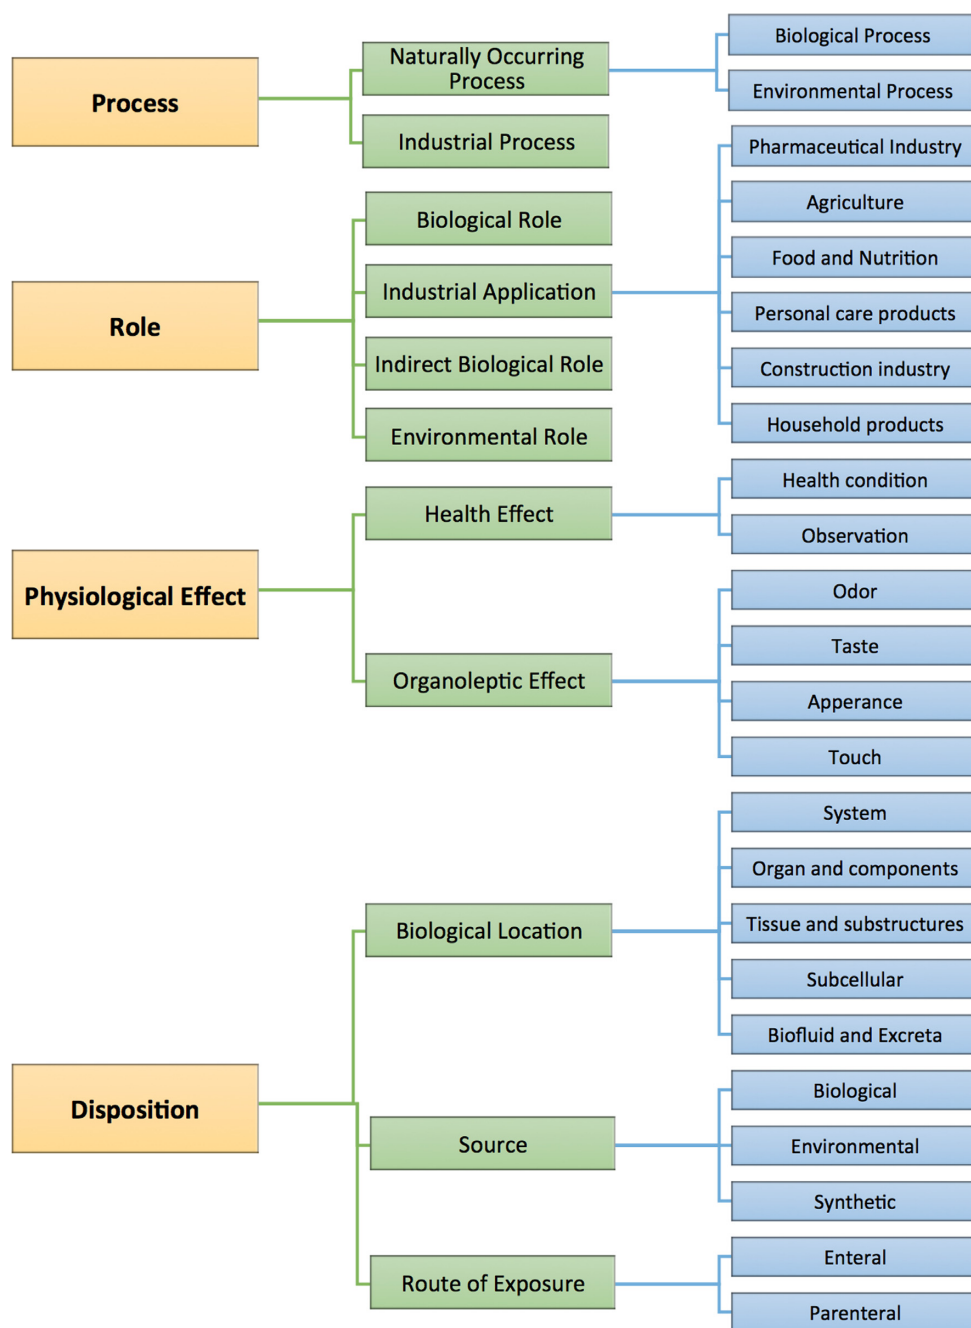 Process
Naturally Occurring
Process
Industrial Process
Biological Process
Environmental Process
Role
Biological Role
Industrial Application
Indirect Biological Role
Environmental Role
Pharmaceutical Industry
Agriculture
Food and Nutrition
Personal care products
Construction industry
Household products
Physiological Effect
Health Effect
Organoleptic Effect
Health condition
Observation
Odor
Taste
Apperance
Touch
Disposition
Biological Location
Source
Route of Exposure
System
Organ and components
Tissue and substructures
Subcellular
Biofluid and Excreta
Biological
Environmental
Synthetic
Enteral
Parenteral